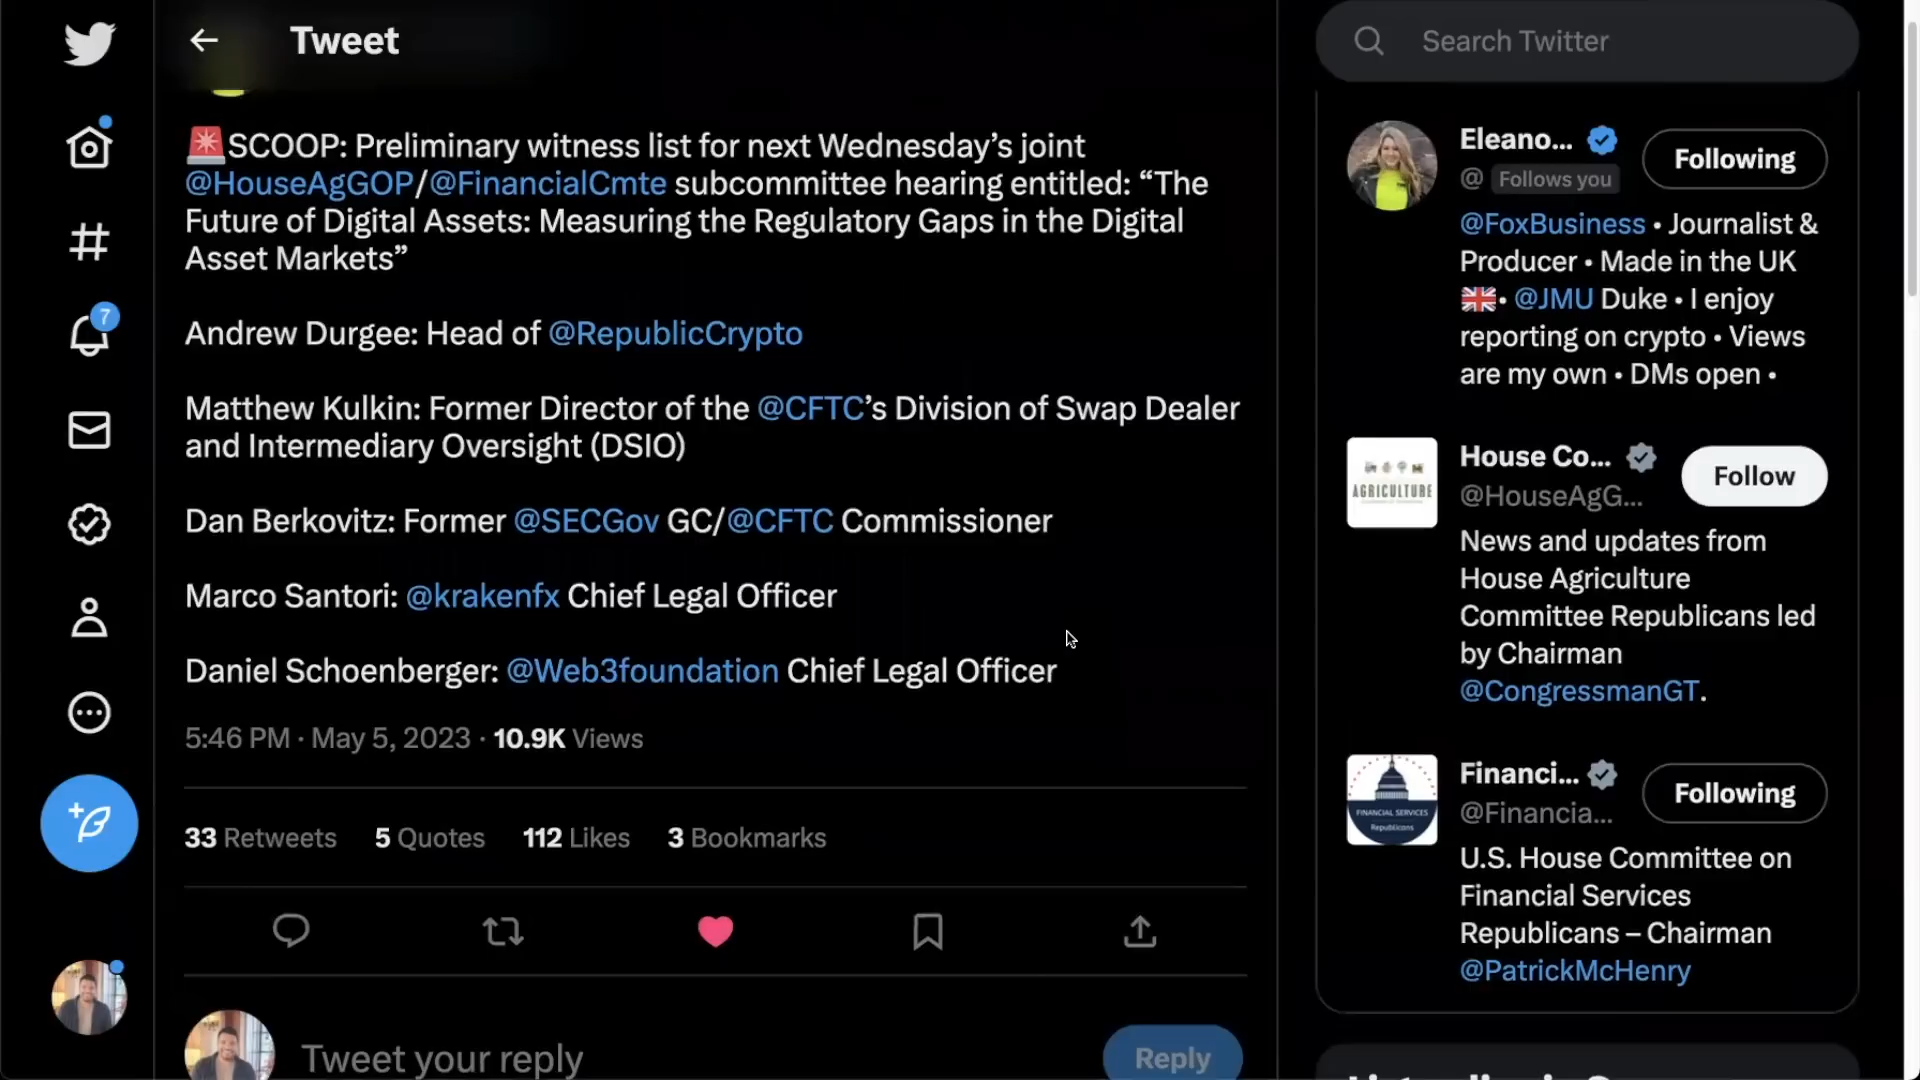 Tweet
🚨SCOOP: Preliminary witness list for next Wednesday’s joint
@HouseAgGOP/@FinancialCmte subcommittee hearing entitled: “The
Future of Digital Assets: Measuring the Regulatory Gaps in the Digital
Asset Markets”
Andrew Durgee: Head of @RepublicCrypto
Matthew Kulkin: Former Director of the @CFTC’s Division of Swap Dealer
and Intermediary Oversight (DSIO)
Dan Berkovitz: Former @SECGov GC/@CFTC Commissioner
Marco Santori: @krakenfx Chief Legal Officer
Daniel Schoenberger: @Web3foundation Chief Legal Officer
5:46 PM · May 5, 2023 · 10.9K Views
33 Retweets 5 Quotes 112 Likes 3 Bookmarks
Tweet your reply
Reply
7
Search Twitter
Eleano...
Following
@ Follows you
@FoxBusiness • Journalist &
Producer • Made in the UK
🇬🇧• @JMU Duke • I enjoy
reporting on crypto • Views
are my own • DMs open •
AGRICULTURE
House Co...
Follow
@HouseAgG...
News and updates from
House Agriculture
Committee Republicans led
by Chairman
@CongressmanGT.
FINANCIAL SERVICES
Republicans
Financi...
Following
@Financia...
U.S. House Committee on
Financial Services
Republicans – Chairman
@PatrickMcHenry